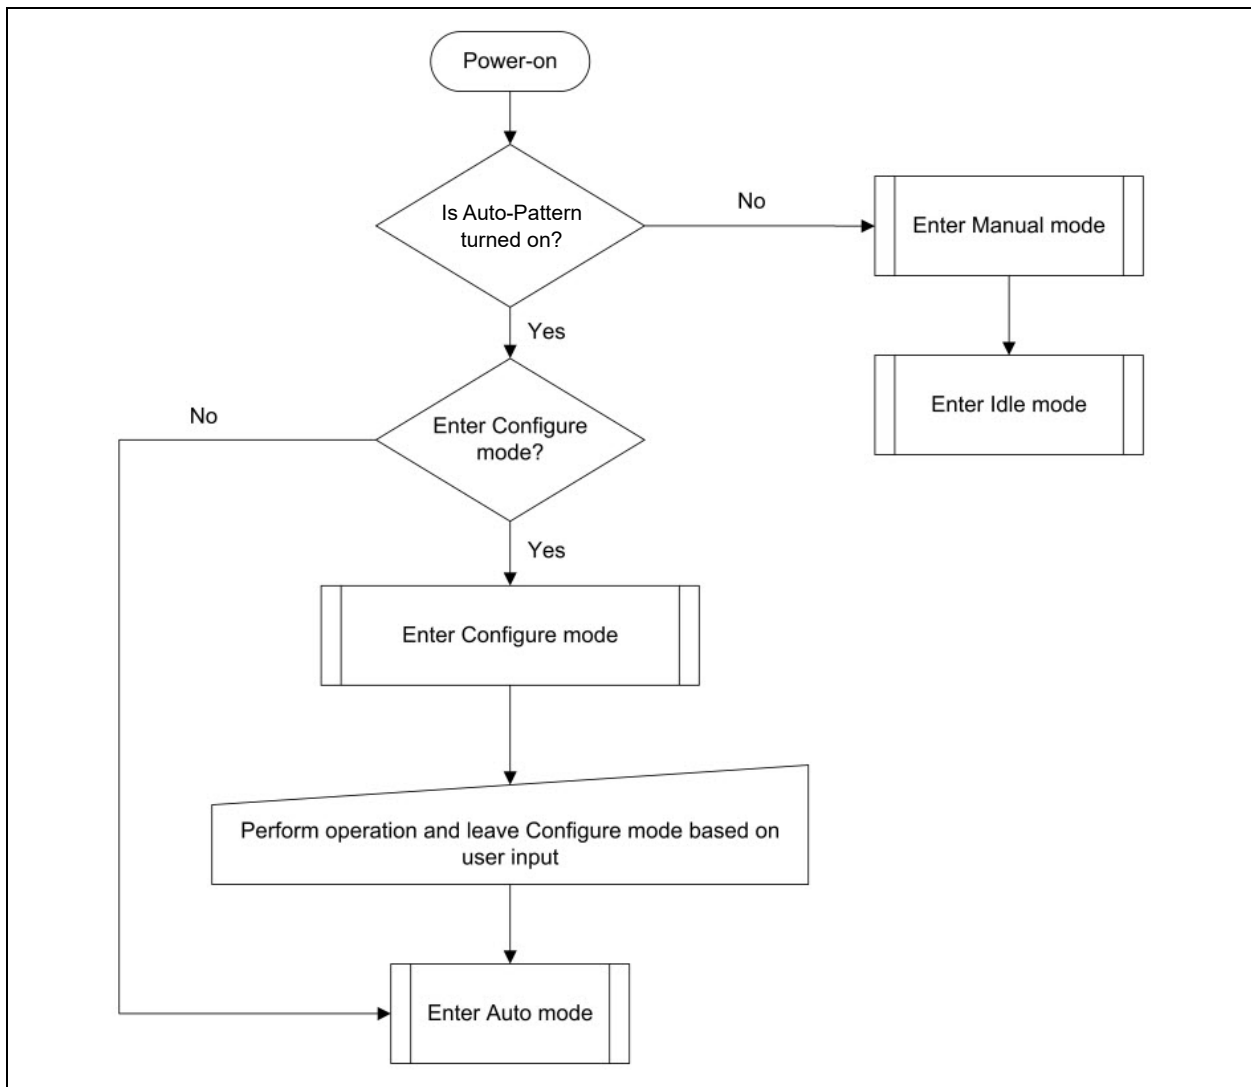 Power-on
Is Auto-Pattern
turned on?
No
Enter Manual mode
Yes
Enter Idle mode
No
Enter Configure
mode?
Yes
Enter Configure mode
Perform operation and leave Configure mode based on
user input
Enter Auto mode